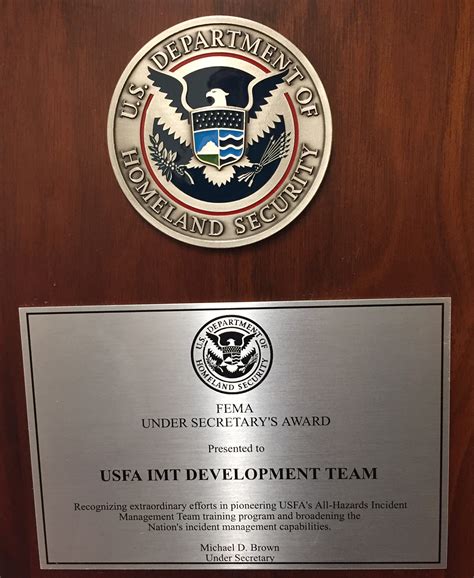 U.S. DEPARTMENT OF
HOMELAND SECURITY
U.S. DEPARTMENT OF
HOMELAND SECURITY
FEMA
UNDER SECRETARY'S AWARD
Presented to
USFA IMT DEVELOPMENT TEAM
Recognizing extraordinary efforts in pioneering USFA's All-Hazards Incident
Management Team training program and broadening the
Nation's incident management capabilities.
Michael D. Brown
Under Secretary